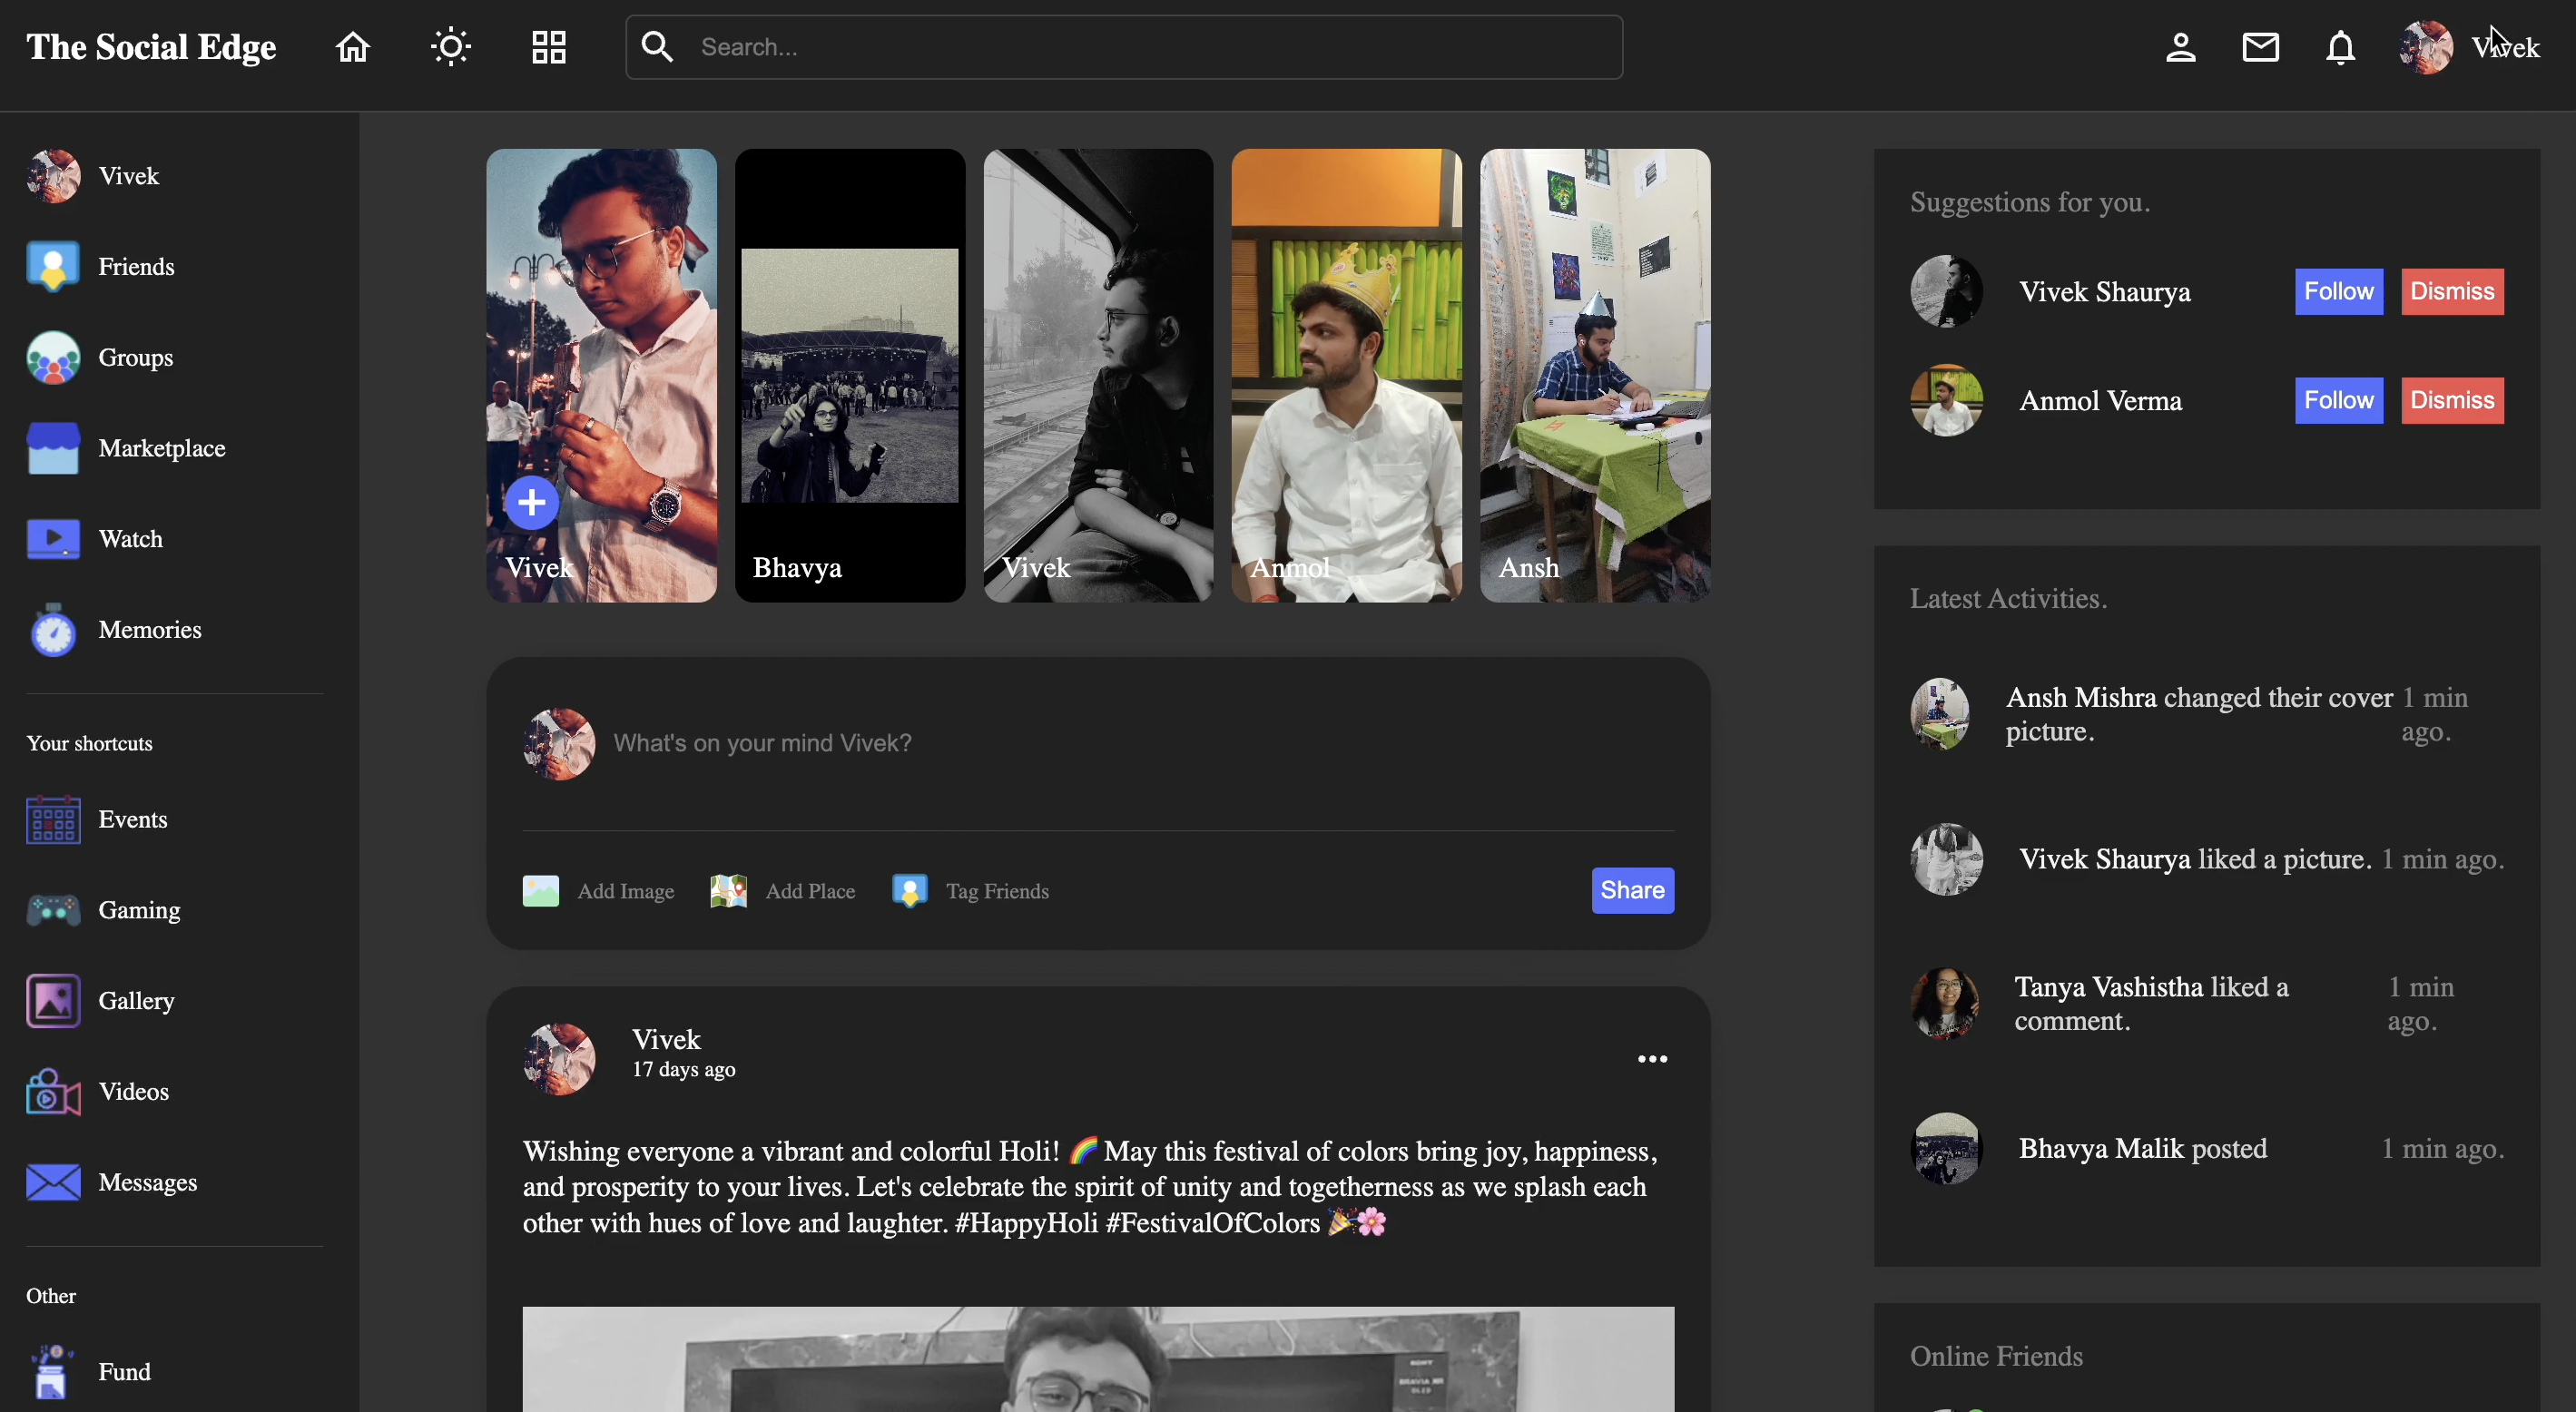 The Social Edge
Search...
Vivek
Vivek
Friends
Groups
Marketplace
Watch
Memories
Your shortcuts
Events
Gaming
Gallery
Videos
Messages
Other
Fund
Vivek
Bhavya
Vivek
Anmol
Ansh
What's on your mind Vivek?
Add Image
Add Place
Tag Friends
Share
Vivek
17 days ago
Wishing everyone a vibrant and colorful Holi! 🌈 May this festival of colors bring joy, happiness,
and prosperity to your lives. Let's celebrate the spirit of unity and togetherness as we splash each
other with hues of love and laughter. #HappyHoli #FestivalOfColors 🎉🌸
SONY
BRAVIA XR
OLED
Suggestions for you.
Vivek Shaurya
Follow
Dismiss
Anmol Verma
Follow
Dismiss
Latest Activities.
Ansh Mishra changed their cover
picture.
1 min
ago.
Vivek Shaurya liked a picture.
1 min ago.
Tanya Vashistha liked a
comment.
1 min
ago.
Bhavya Malik posted
1 min ago.
Online Friends